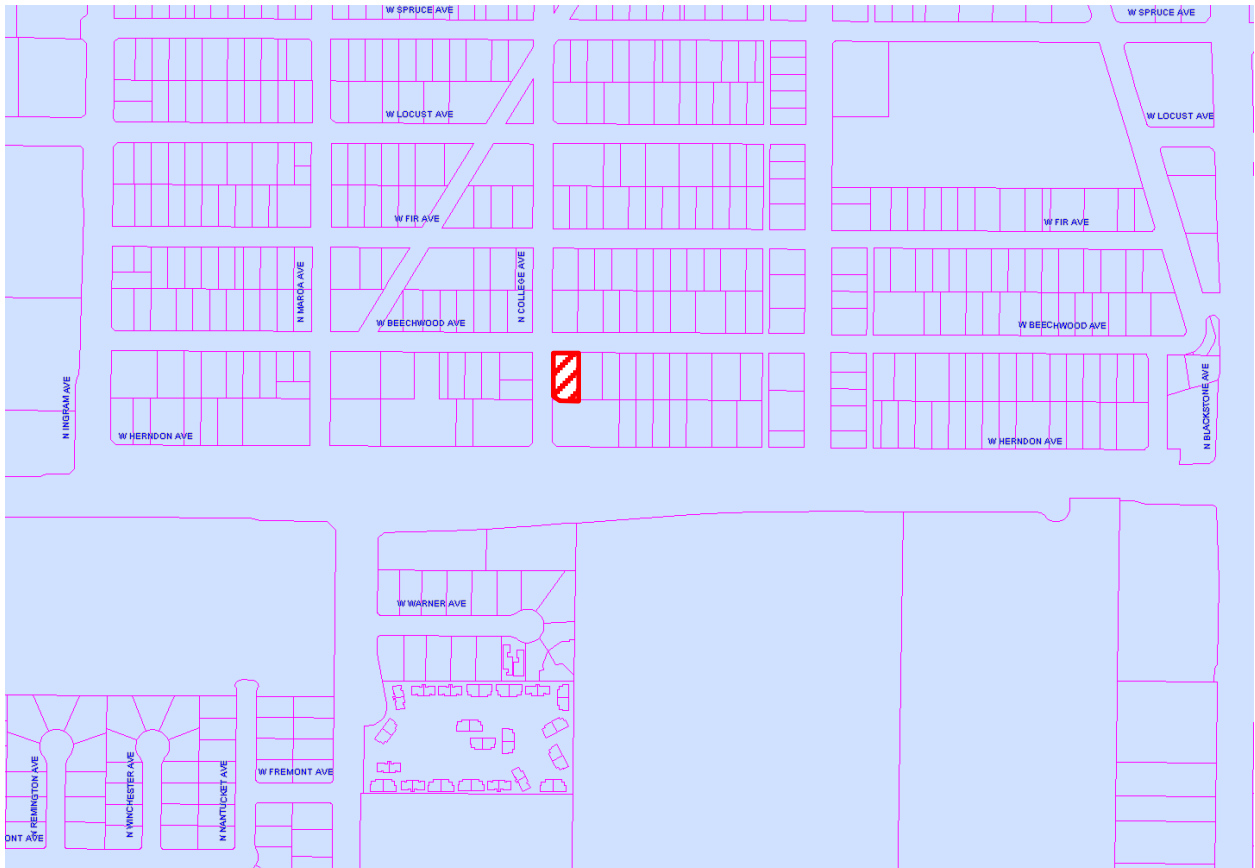 W SPRUCE AVE
W SPRUCE AVE
W LOCUST AVE
W LOCUST AVE
W FIR AVE
W FIR AVE
N MAROA AVE
N COLLEGE AVE
W BEECHWOOD AVE
W BEECHWOOD AVE
N INGRAM AVE
N BLACKSTONE AVE
W HERNDON AVE
W HERNDON AVE
W WARNER AVE
W FREMONT AVE
N REMINGTON AVE
N WINCHESTER AVE
N NANTUCKET AVE
ONT AVE